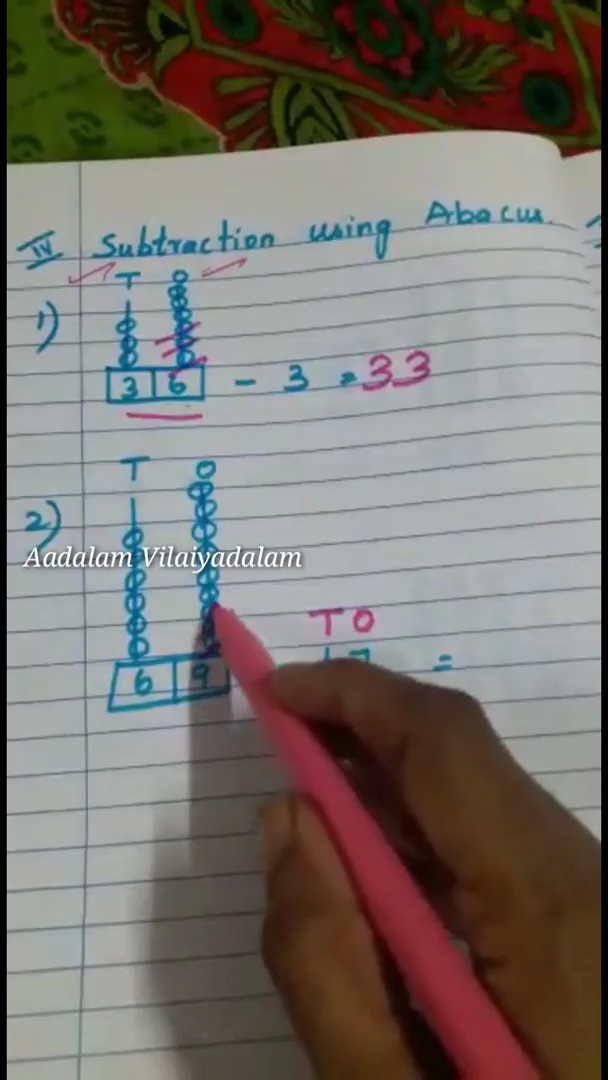 IV Subtraction using Abacus.
T O
1)
3 6 - 3 = 33
T O
2)
Aadalam Vilaiyadalam
T O
6 9 =